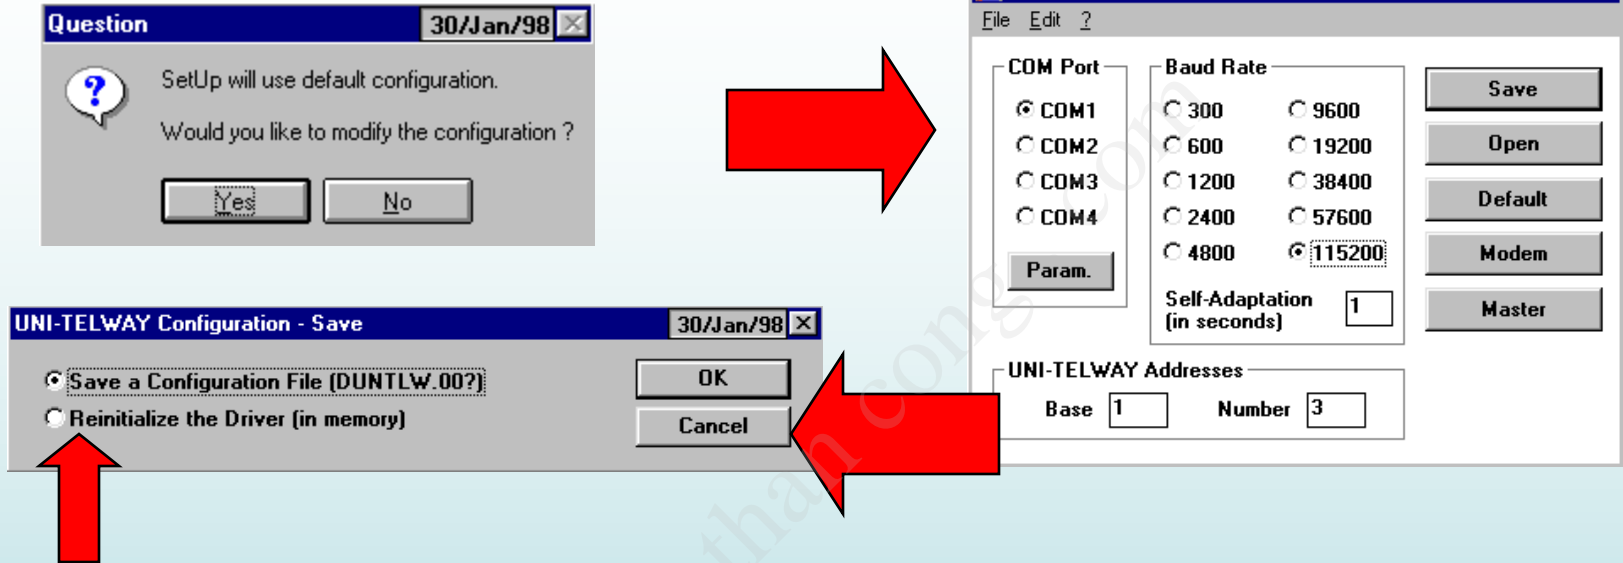 Question 30/Jan/98
SetUp will use default configuration.
Would you like to modify the configuration ?
Yes No
File Edit ?
COM Port
COM1
COM2
COM3
COM4
Param.
Baud Rate
300 9600
600 19200
1200 38400
2400 57600
4800 115200
Self-Adaptation
(in seconds) 1
Save
Open
Default
Modem
Master
UNI-TELWAY Addresses
Base 1 Number 3
UNI-TELWAY Configuration - Save 30/Jan/98
Save a Configuration File (DUNTLW.00?)
Reinitialize the Driver (in memory)
OK
Cancel
than cong . com